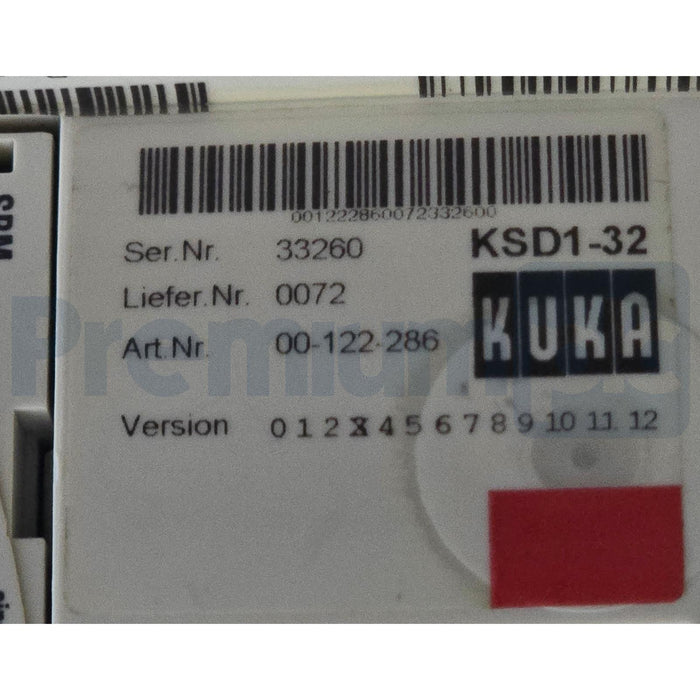 001222860072332600
Ser.Nr. 33260 KSD1-32
Liefer.Nr. 0072
KUKA
Art.Nr. 00-122-286
Version 0 1 2 X 4 5 6 7 8 9 10 11 12